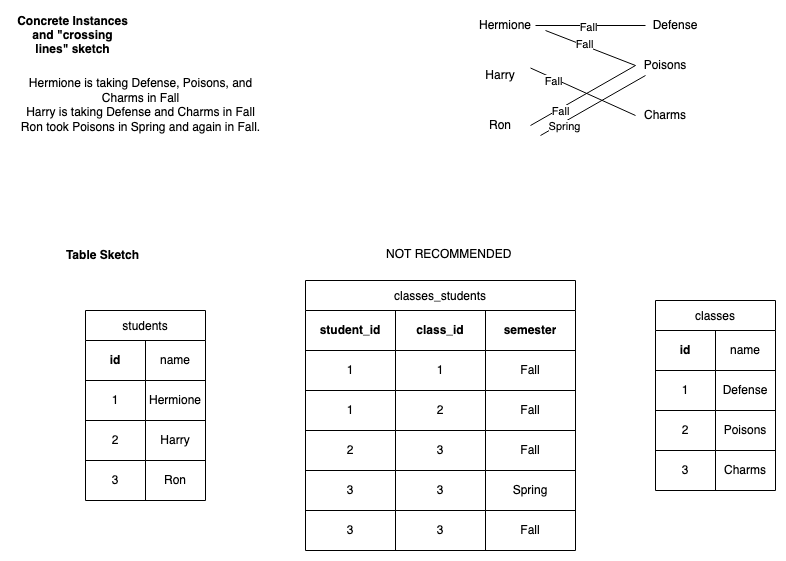 Concrete Instances
and "crossing
lines" sketch
Hermione is taking Defense, Poisons, and
Charms in Fall
Harry is taking Defense and Charms in Fall
Ron took Poisons in Spring and again in Fall.
Hermione Fall Defense
Fall
Poisons
Harry Fall
Fall Charms
Ron Spring
Table Sketch
NOT RECOMMENDED
students
id name
1 Hermione
2 Harry
3 Ron
classes_students
student_id class_id semester
1 1 Fall
1 2 Fall
2 3 Fall
3 3 Spring
3 3 Fall
classes
id name
1 Defense
2 Poisons
3 Charms